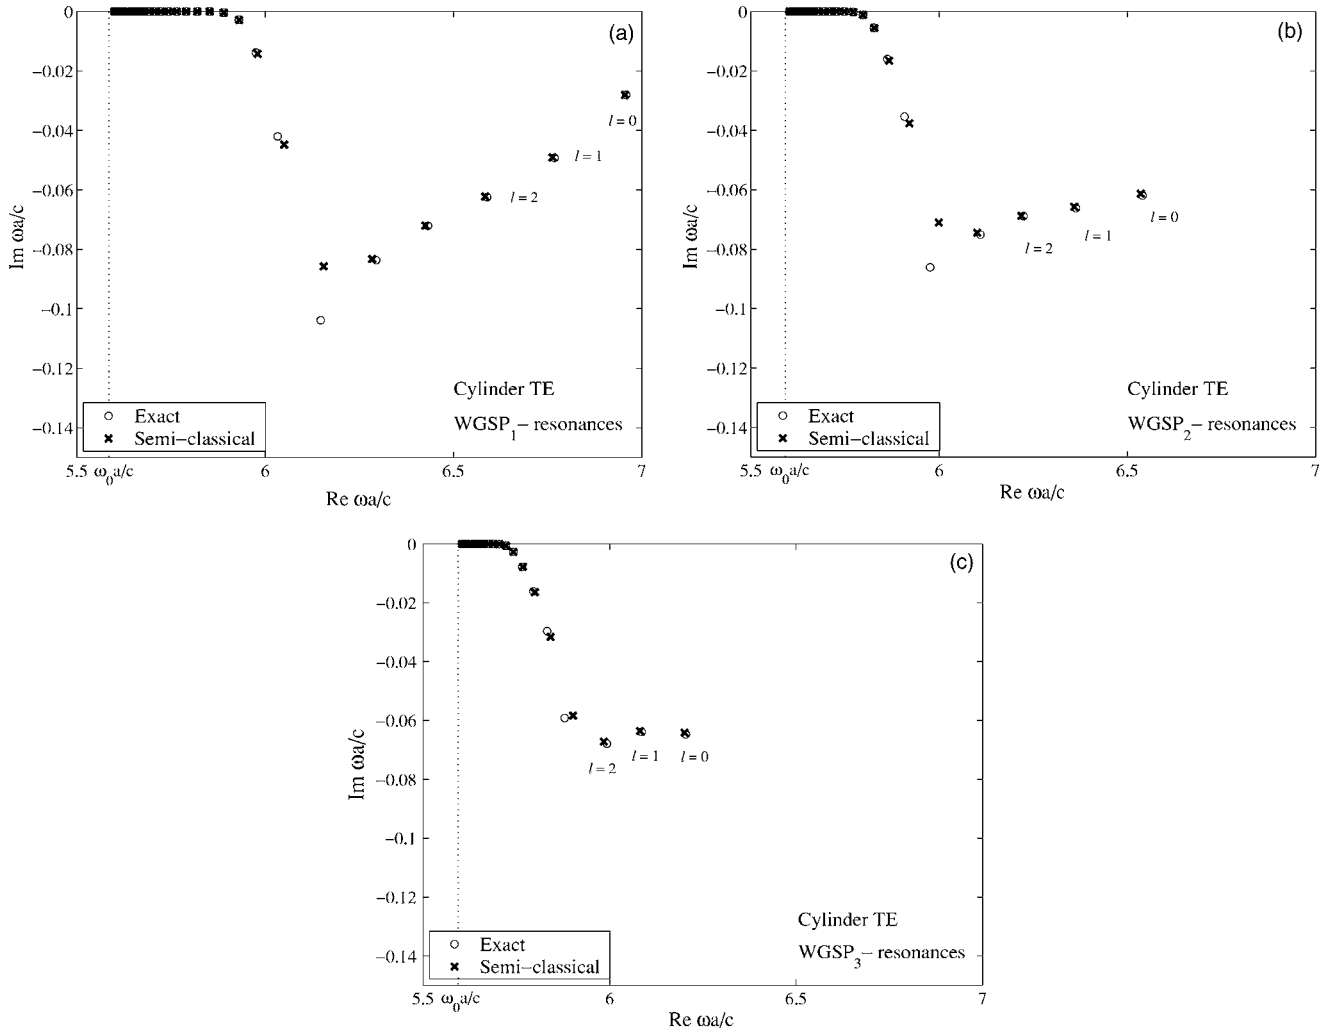 (a)
0
−0.02
−0.04
−0.06
−0.08
−0.1
−0.12
−0.14
Im ωa/c
l = 0
l = 1
l = 2
Cylinder TE
WGSP1− resonances
Exact
Semi−classical
5.5 ω0a/c 6 6.5 7
Re ωa/c
(b)
0
−0.02
−0.04
−0.06
−0.08
−0.1
−0.12
−0.14
Im ωa/c
l = 0
l = 1
l = 2
Cylinder TE
WGSP2− resonances
Exact
Semi−classical
5.5 ω0a/c 6 6.5 7
Re ωa/c
(c)
0
−0.02
−0.04
−0.06
−0.08
−0.1
−0.12
−0.14
Im ωa/c
l = 2
l = 1
l = 0
Cylinder TE
WGSP3− resonances
Exact
Semi−classical
5.5 ω0a/c 6 6.5 7
Re ωa/c